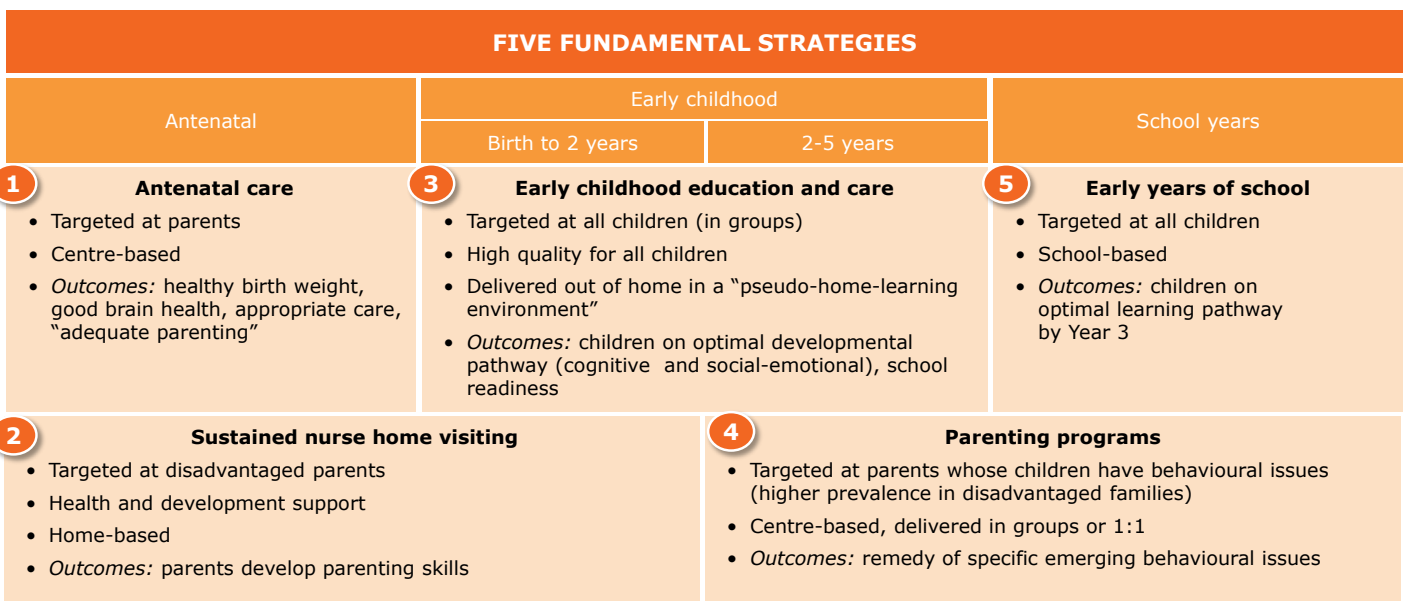 FIVE FUNDAMENTAL STRATEGIES
Antenatal
Early childhood
Birth to 2 years
2-5 years
School years
1
Antenatal care
• Targeted at parents
• Centre-based
• Outcomes: healthy birth weight,
good brain health, appropriate care,
“adequate parenting”
3
Early childhood education and care
• Targeted at all children (in groups)
• High quality for all children
• Delivered out of home in a “pseudo-home-learning
environment”
• Outcomes: children on optimal developmental
pathway (cognitive and social-emotional), school
readiness
5
Early years of school
• Targeted at all children
• School-based
• Outcomes: children on
optimal learning pathway
by Year 3
2
Sustained nurse home visiting
• Targeted at disadvantaged parents
• Health and development support
• Home-based
• Outcomes: parents develop parenting skills
4
Parenting programs
• Targeted at parents whose children have behavioural issues
(higher prevalence in disadvantaged families)
• Centre-based, delivered in groups or 1:1
• Outcomes: remedy of specific emerging behavioural issues